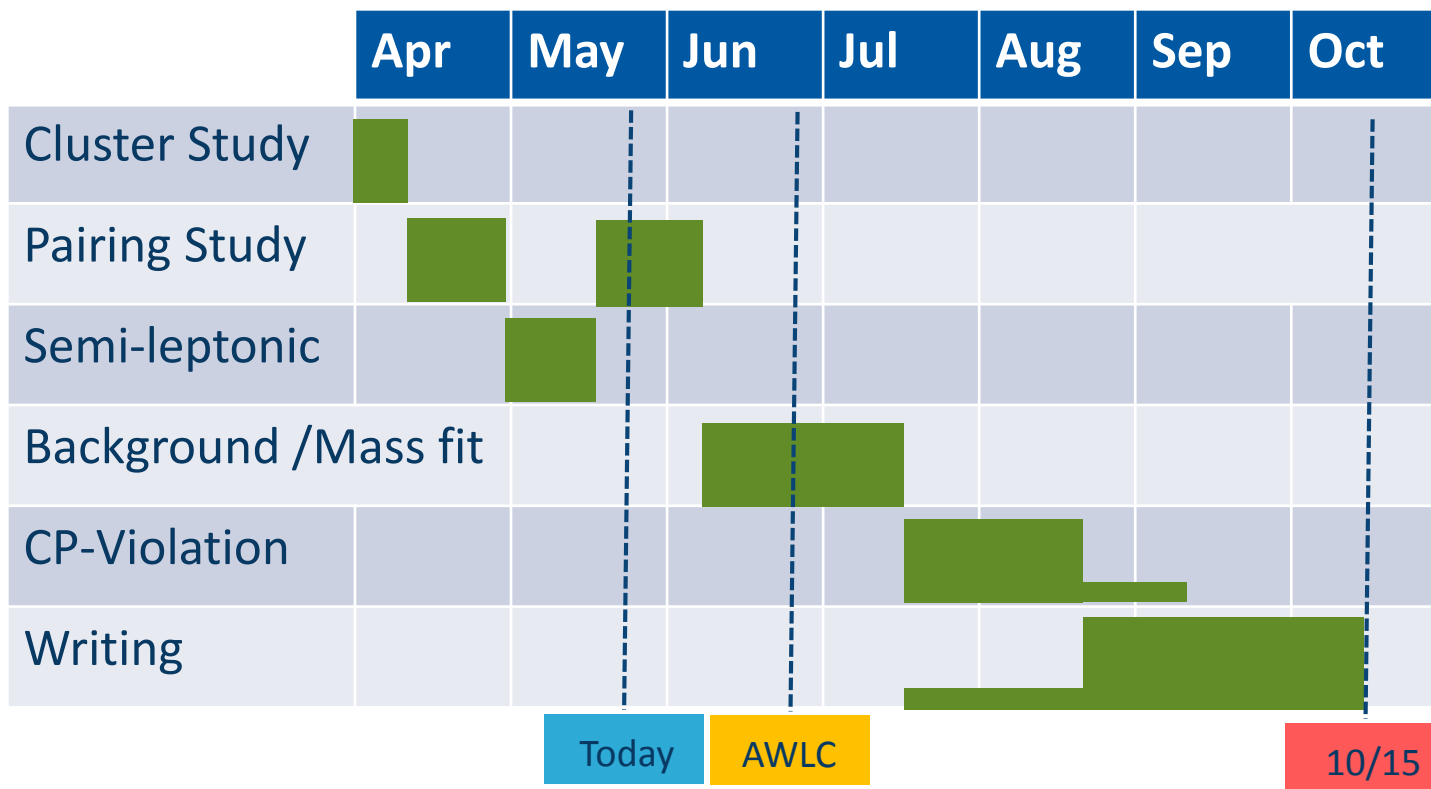 Apr May Jun Jul Aug Sep Oct
Cluster Study
Pairing Study
Semi-leptonic
Background /Mass fit
CP-Violation
Writing
Today AWLC 10/15